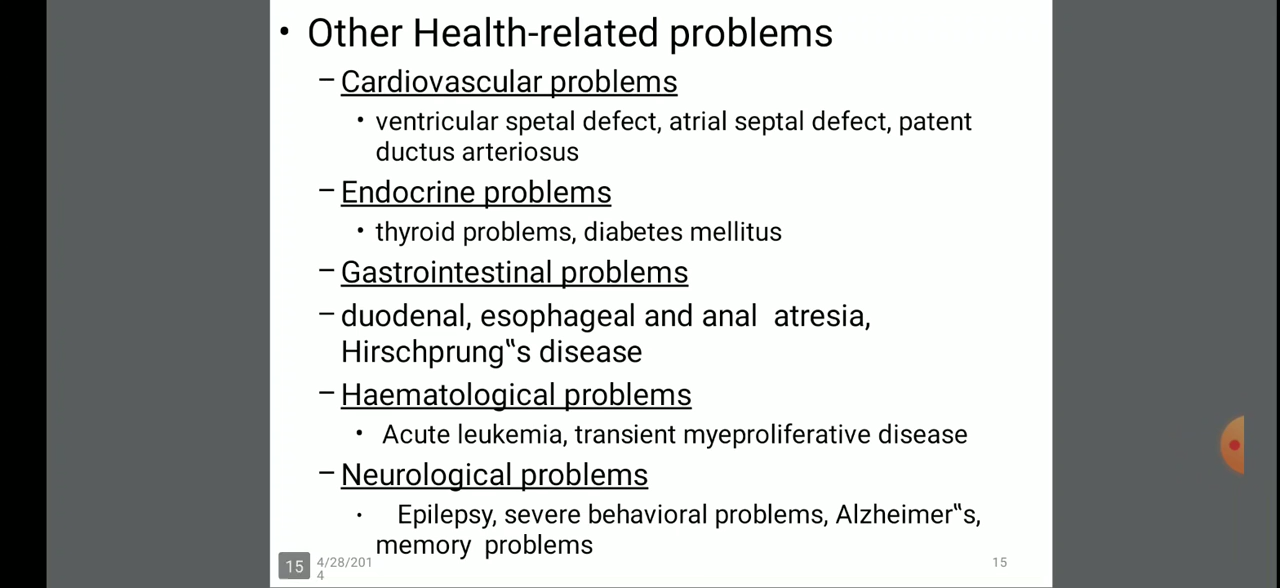 • Other Health-related problems
– Cardiovascular problems
• ventricular spetal defect, atrial septal defect, patent
ductus arteriosus
– Endocrine problems
• thyroid problems, diabetes mellitus
– Gastrointestinal problems
– duodenal, esophageal and anal  atresia,
Hirschprung‟s disease
– Haematological problems
• Acute leukemia, transient myeproliferative disease
– Neurological problems
• Epilepsy, severe behavioral problems, Alzheimer‟s,
memory  problems
15
4/28/201
4
15